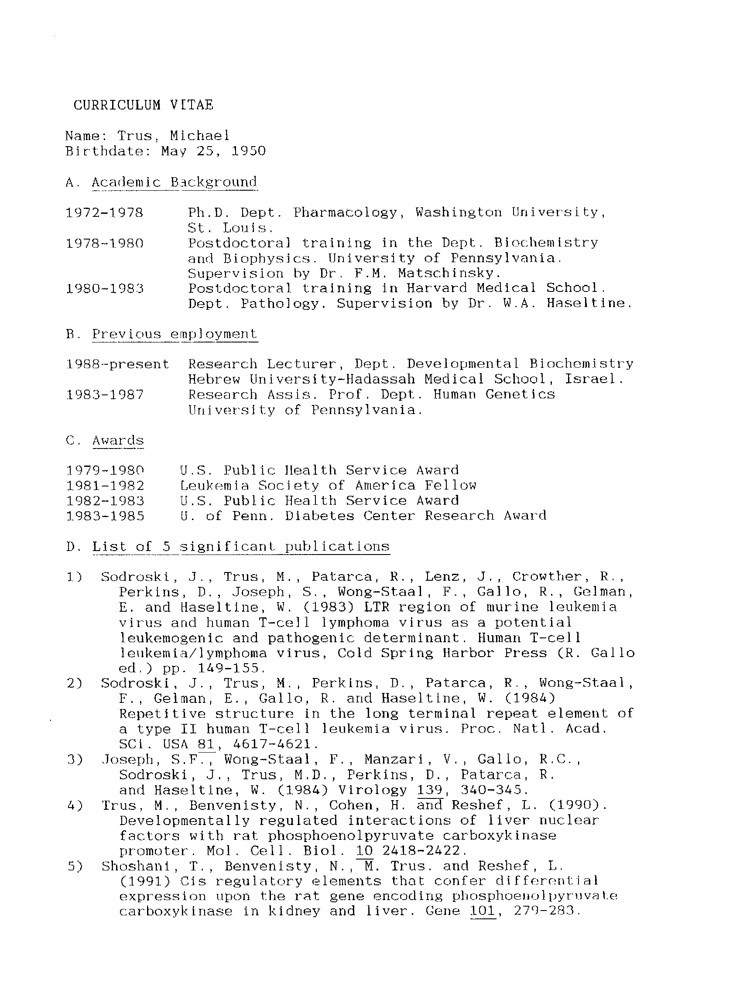 CURRICULUM VITAE
Name: Trus, Michael
Birthdate: May 25, 1950
A. Academic Background
1972-1978 Ph.D. Dept. Pharmacology, Washington University,
St. Louis.
1978-1980 Postdoctoral training in the Dept. Biochemistry
and Biophysics. University of Pennsylvania.
Supervision by Dr. F.M. Matschinsky.
1980-1983 Postdoctoral training in Harvard Medical School.
Dept. Pathology. Supervision by Dr. W.A. Haseltine.
B. Previous employment
1988-present Research Lecturer, Dept. Developmental Biochemistry
Hebrew University-Hadassah Medical School, Israel.
1983-1987 Research Assis. Prof. Dept. Human Genetics
University of Pennsylvania.
C. Awards
1979-1980 U.S. Public Health Service Award
1981-1982 Leukemia Society of America Fellow
1982-1983 U.S. Public Health Service Award
1983-1985 U. of Penn. Diabetes Center Research Award
D. List of 5 significant publications
1) Sodroski, J., Trus, M., Patarca, R., Lenz, J., Crowther, R.,
Perkins, D., Joseph, S., Wong-Staal, F., Gallo, R., Gelman,
E. and Haseltine, W. (1983) LTR region of murine leukemia
virus and human T-cell lymphoma virus as a potential
leukemogenic and pathogenic determinant. Human T-cell
leukemia/lymphoma virus, Cold Spring Harbor Press (R. Gallo
ed.) pp. 149-155.
2) Sodroski, J., Trus, M., Perkins, D., Patarca, R., Wong-Staal,
F., Gelman, E., Gallo, R. and Haseltine, W. (1984)
Repetitive structure in the long terminal repeat element of
a type II human T-cell leukemia virus. Proc. Natl. Acad.
SCi. USA 81, 4617-4621.
3) Joseph, S.F., Wong-Staal, F., Manzari, V., Gallo, R.C.,
Sodroski, J., Trus, M.D., Perkins, D., Patarca, R.
and Haseltine, W. (1984) Virology 139, 340-345.
4) Trus, M., Benvenisty, N., Cohen, H. and Reshef, L. (1990).
Developmentally regulated interactions of liver nuclear
factors with rat phosphoenolpyruvate carboxykinase
promoter. Mol. Cell. Biol. 10 2418-2422.
5) Shoshani, T., Benvenisty, N., M. Trus. and Reshef, L.
(1991) Cis regulatory elements that confer differential
expression upon the rat gene encoding phosphoenolpyruvate
carboxykinase in kidney and liver. Gene 101, 279-283.